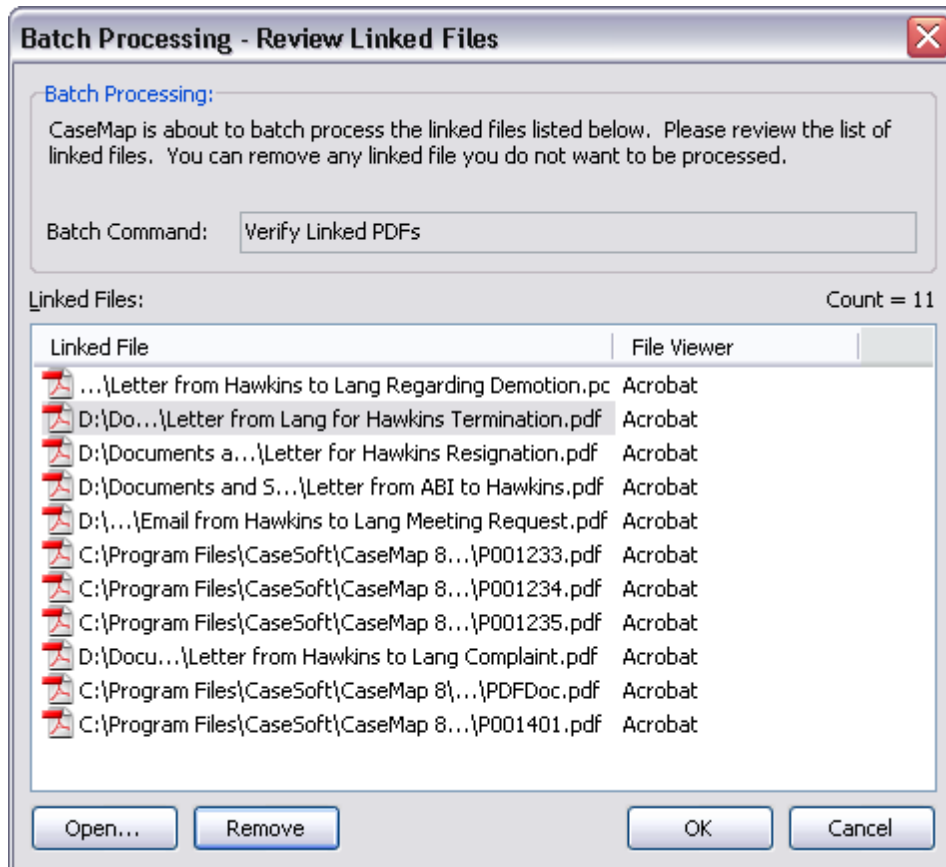 Batch Processing - Review Linked Files
Batch Processing:
CaseMap is about to batch process the linked files listed below. Please review the list of
linked files. You can remove any linked file you do not want to be processed.
Batch Command: Verify Linked PDFs
Linked Files: Count = 11
Linked File File Viewer
...\Letter from Hawkins to Lang Regarding Demotion.pc Acrobat
D:\Do...\Letter from Lang for Hawkins Termination.pdf Acrobat
D:\Documents a...\Letter for Hawkins Resignation.pdf Acrobat
D:\Documents and S...\Letter from ABI to Hawkins.pdf Acrobat
D:\...\Email from Hawkins to Lang Meeting Request.pdf Acrobat
C:\Program Files\CaseSoft\CaseMap 8...\P001233.pdf Acrobat
C:\Program Files\CaseSoft\CaseMap 8...\P001234.pdf Acrobat
C:\Program Files\CaseSoft\CaseMap 8...\P001235.pdf Acrobat
D:\Docu...\Letter from Hawkins to Lang Complaint.pdf Acrobat
C:\Program Files\CaseSoft\CaseMap 8\...\PDFDoc.pdf Acrobat
C:\Program Files\CaseSoft\CaseMap 8...\P001401.pdf Acrobat
Open... Remove OK Cancel